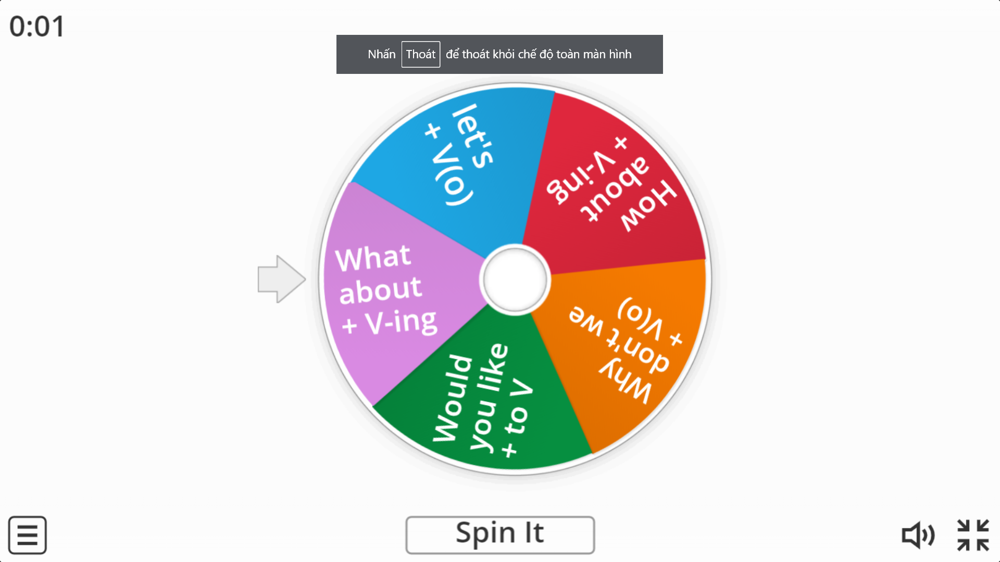 0:01
Nhấn Thoát để thoát khỏi chế độ toàn màn hình
let's
+ V(o)
How
about
+ V-ing
What
about
+ V-ing
Why
don't we
+ V(o)
Would
you like
+ to V
Spin It